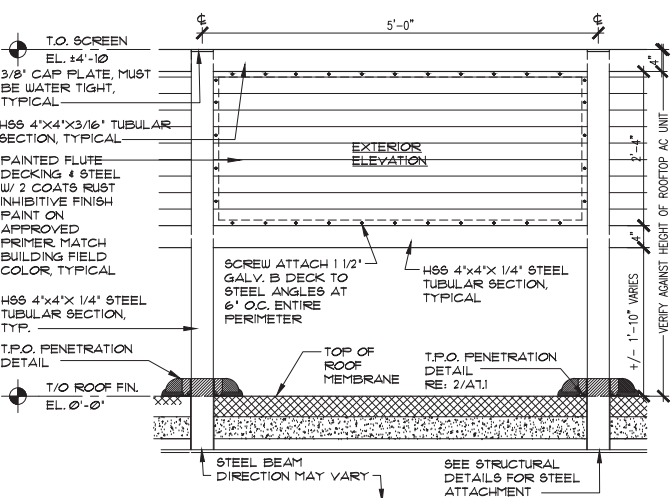 T.O. SCREEN
EL. ±4'-10
3/8" CAP PLATE, MUST
BE WATER TIGHT,
TYPICAL
HSS 4"X4"X3/16" TUBULAR
SECTION, TYPICAL
PAINTED FLUTE
DECKING & STEEL
W/ 2 COATS RUST
INHIBITIVE FINISH
PAINT ON
APPROVED
PRIMER. MATCH
BUILDING FIELD
COLOR, TYPICAL
HSS 4"x4"X 1/4" STEEL
TUBULAR SECTION,
TYP.
T.P.O. PENETRATION
DETAIL
T/O ROOF FIN.
EL. 0'-0"
5'-0"
EXTERIOR
ELEVATION
SCREW ATTACH 1 1/2"
GALV. B DECK TO
STEEL ANGLES AT
6" O.C. ENTIRE
PERIMETER
HSS 4"x4"X 1/4" STEEL
TUBULAR SECTION,
TYPICAL
TOP OF
ROOF
MEMBRANE
T.P.O. PENETRATION
DETAIL
RE: 2/A7.1
STEEL BEAM
DIRECTION MAY VARY
SEE STRUCTURAL
DETAILS FOR STEEL
ATTACHMENT
4"
2'-4"
4"
+/- 1'-10" VARIES
VERIFY AGAINST HEIGHT OF ROOFTOP AC UNIT